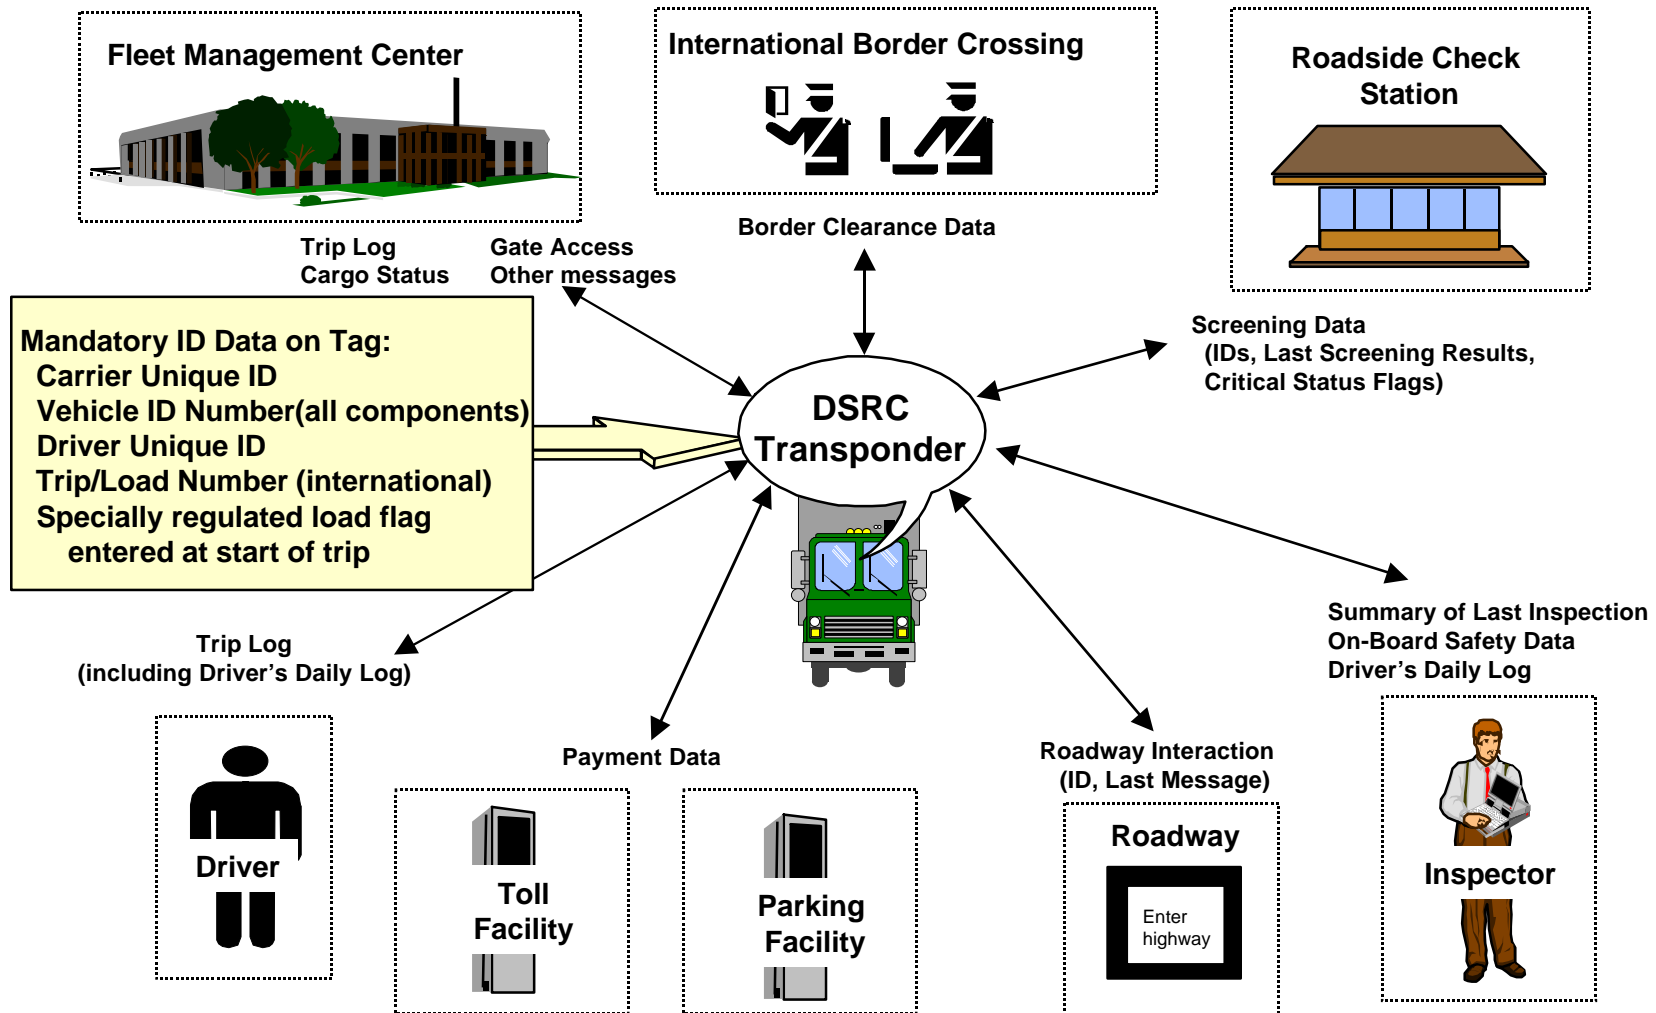 Fleet Management Center
International Border Crossing
Roadside Check
Station
Border Clearance Data
Trip Log
Cargo Status
Gate Access
Other messages
Screening Data
(IDs, Last Screening Results,
Critical Status Flags)
Mandatory ID Data on Tag:
Carrier Unique ID
Vehicle ID Number(all components)
Driver Unique ID
Trip/Load Number (international)
Specially regulated load flag
entered at start of trip
DSRC
Transponder
Summary of Last Inspection
On-Board Safety Data
Driver’s Daily Log
Trip Log
(including Driver’s Daily Log)
Payment Data
Roadway Interaction
(ID, Last Message)
Driver
Toll
Facility
Parking
Facility
Roadway
Enter
highway
Inspector